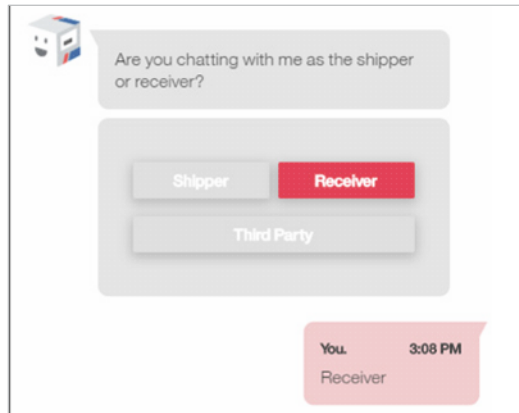 Are you chatting with me as the shipper
or receiver?
Shipper
Receiver
Third Party
You. 3:08 PM
Receiver